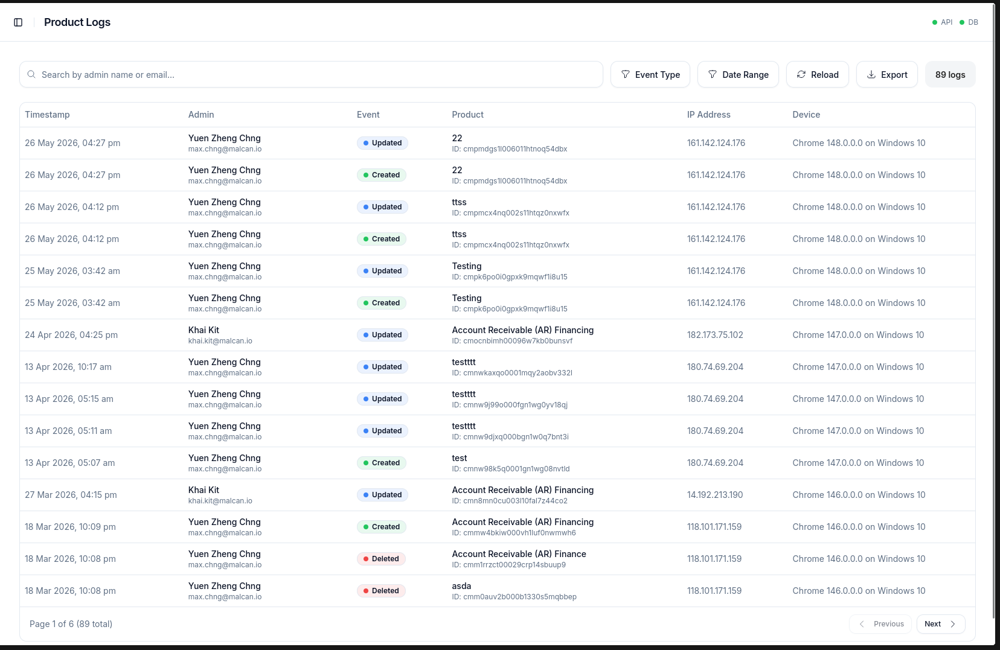 Product Logs
API DB
Search by admin name or email...
Event Type
Date Range
Reload
Export
89 logs
Timestamp Admin Event Product IP Address Device
26 May 2026, 04:27 pm Yuen Zheng Chng Updated 22 161.142.124.176 Chrome 148.0.0.0 on Windows 10
max.chng@malcan.io ID: cmpmdgs1l006011htnoq54dbx
26 May 2026, 04:27 pm Yuen Zheng Chng Created 22 161.142.124.176 Chrome 148.0.0.0 on Windows 10
max.chng@malcan.io ID: cmpmdgs1l006011htnoq54dbx
26 May 2026, 04:12 pm Yuen Zheng Chng Updated ttss 161.142.124.176 Chrome 148.0.0.0 on Windows 10
max.chng@malcan.io ID: cmpmcx4nq002s11htqz0nxwfx
26 May 2026, 04:12 pm Yuen Zheng Chng Created ttss 161.142.124.176 Chrome 148.0.0.0 on Windows 10
max.chng@malcan.io ID: cmpmcx4nq002s11htqz0nxwfx
25 May 2026, 03:42 am Yuen Zheng Chng Updated Testing 161.142.124.176 Chrome 148.0.0.0 on Windows 10
max.chng@malcan.io ID: cmpk6po0i0gpxk9mqwf1i8u15
25 May 2026, 03:42 am Yuen Zheng Chng Created Testing 161.142.124.176 Chrome 148.0.0.0 on Windows 10
max.chng@malcan.io ID: cmpk6po0i0gpxk9mqwf1i8u15
24 Apr 2026, 04:25 pm Khai Kit Updated Account Receivable (AR) Financing 182.173.75.102 Chrome 147.0.0.0 on Windows 10
khai.kit@malcan.io ID: cmocnbimh00096w7kb0bunsvf
13 Apr 2026, 10:17 am Yuen Zheng Chng Updated testttt 180.74.69.204 Chrome 147.0.0.0 on Windows 10
max.chng@malcan.io ID: cmnwkaxqo0001mqy2aobv332l
13 Apr 2026, 05:15 am Yuen Zheng Chng Updated testttt 180.74.69.204 Chrome 147.0.0.0 on Windows 10
max.chng@malcan.io ID: cmnw9j99o000fgn1wg0yv18qj
13 Apr 2026, 05:11 am Yuen Zheng Chng Updated testttt 180.74.69.204 Chrome 147.0.0.0 on Windows 10
max.chng@malcan.io ID: cmnw9djxq000bgn1w0q7bnt3i
13 Apr 2026, 05:07 am Yuen Zheng Chng Created test 180.74.69.204 Chrome 147.0.0.0 on Windows 10
max.chng@malcan.io ID: cmnw98k5q0001gn1wg08nvtld
27 Mar 2026, 04:15 pm Khai Kit Updated Account Receivable (AR) Financing 14.192.213.190 Chrome 146.0.0.0 on Windows 10
khai.kit@malcan.io ID: cmn8mn0cu003l10fal7z44co2
18 Mar 2026, 10:09 pm Yuen Zheng Chng Created Account Receivable (AR) Financing 118.101.171.159 Chrome 146.0.0.0 on Windows 10
max.chng@malcan.io ID: cmmw4bkiw000vh1luf0nwmwh6
18 Mar 2026, 10:08 pm Yuen Zheng Chng Deleted Account Receivable (AR) Finance 118.101.171.159 Chrome 146.0.0.0 on Windows 10
max.chng@malcan.io ID: cmm1rrzct00029crp14sbuup9
18 Mar 2026, 10:08 pm Yuen Zheng Chng Deleted asda 118.101.171.159 Chrome 146.0.0.0 on Windows 10
max.chng@malcan.io ID: cmm0auv2b000b1330s5mqbbep
Page 1 of 6 (89 total) Previous Next